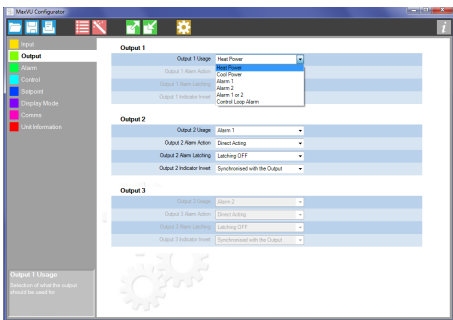 MaxVU Configurator
i
Input
Output
Alarm
Control
Setpoint
Display Mode
Comms
Unit Information
Output 1
Output 1 Usage Heat Power
Heat Power
Cool Power
Alarm 1
Alarm 2
Alarm 1 or 2
Control Loop Alarm
Output 1 Alarm Action
Output 1 Alarm Latching
Output 1 Indicator Invert
Output 2
Output 2 Usage Alarm 1
Output 2 Alarm Action Direct Acting
Output 2 Alarm Latching Latching OFF
Output 2 Indicator Invert Synchronised with the Output
Output 3
Output 3 Usage Alarm 2
Output 3 Alarm Action Direct Acting
Output 3 Alarm Latching Latching OFF
Output 3 Indicator Invert Synchronised with the Output
Output 1 Usage
Selection of what the output
should be used for